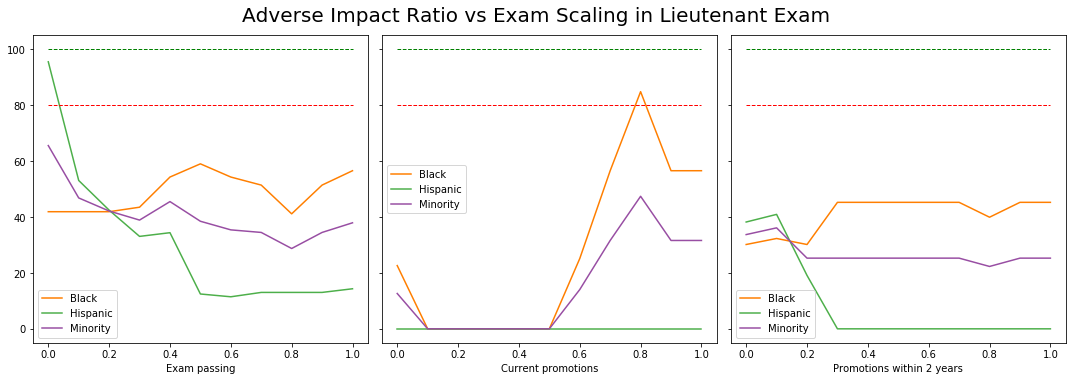 Adverse Impact Ratio vs Exam Scaling in Lieutenant Exam
100
80
60
40
20
0
Black
Hispanic
Minority
0.0 0.2 0.4 0.6 0.8 1.0
Exam passing
Black
Hispanic
Minority
0.0 0.2 0.4 0.6 0.8 1.0
Current promotions
Black
Hispanic
Minority
0.0 0.2 0.4 0.6 0.8 1.0
Promotions within 2 years